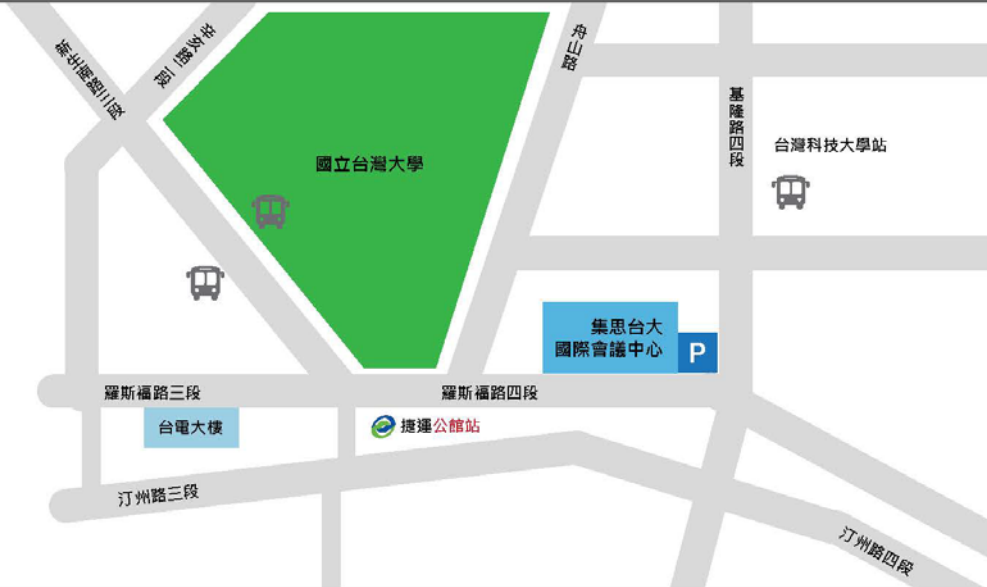 新生南路三段
辛亥路二段
舟山路
基隆路四段
台灣科技大學站
國立台灣大學
集思台大
國際會議中心
P
羅斯福路三段
羅斯福路四段
台電大樓
捷運公館站
汀州路三段
汀州路四段